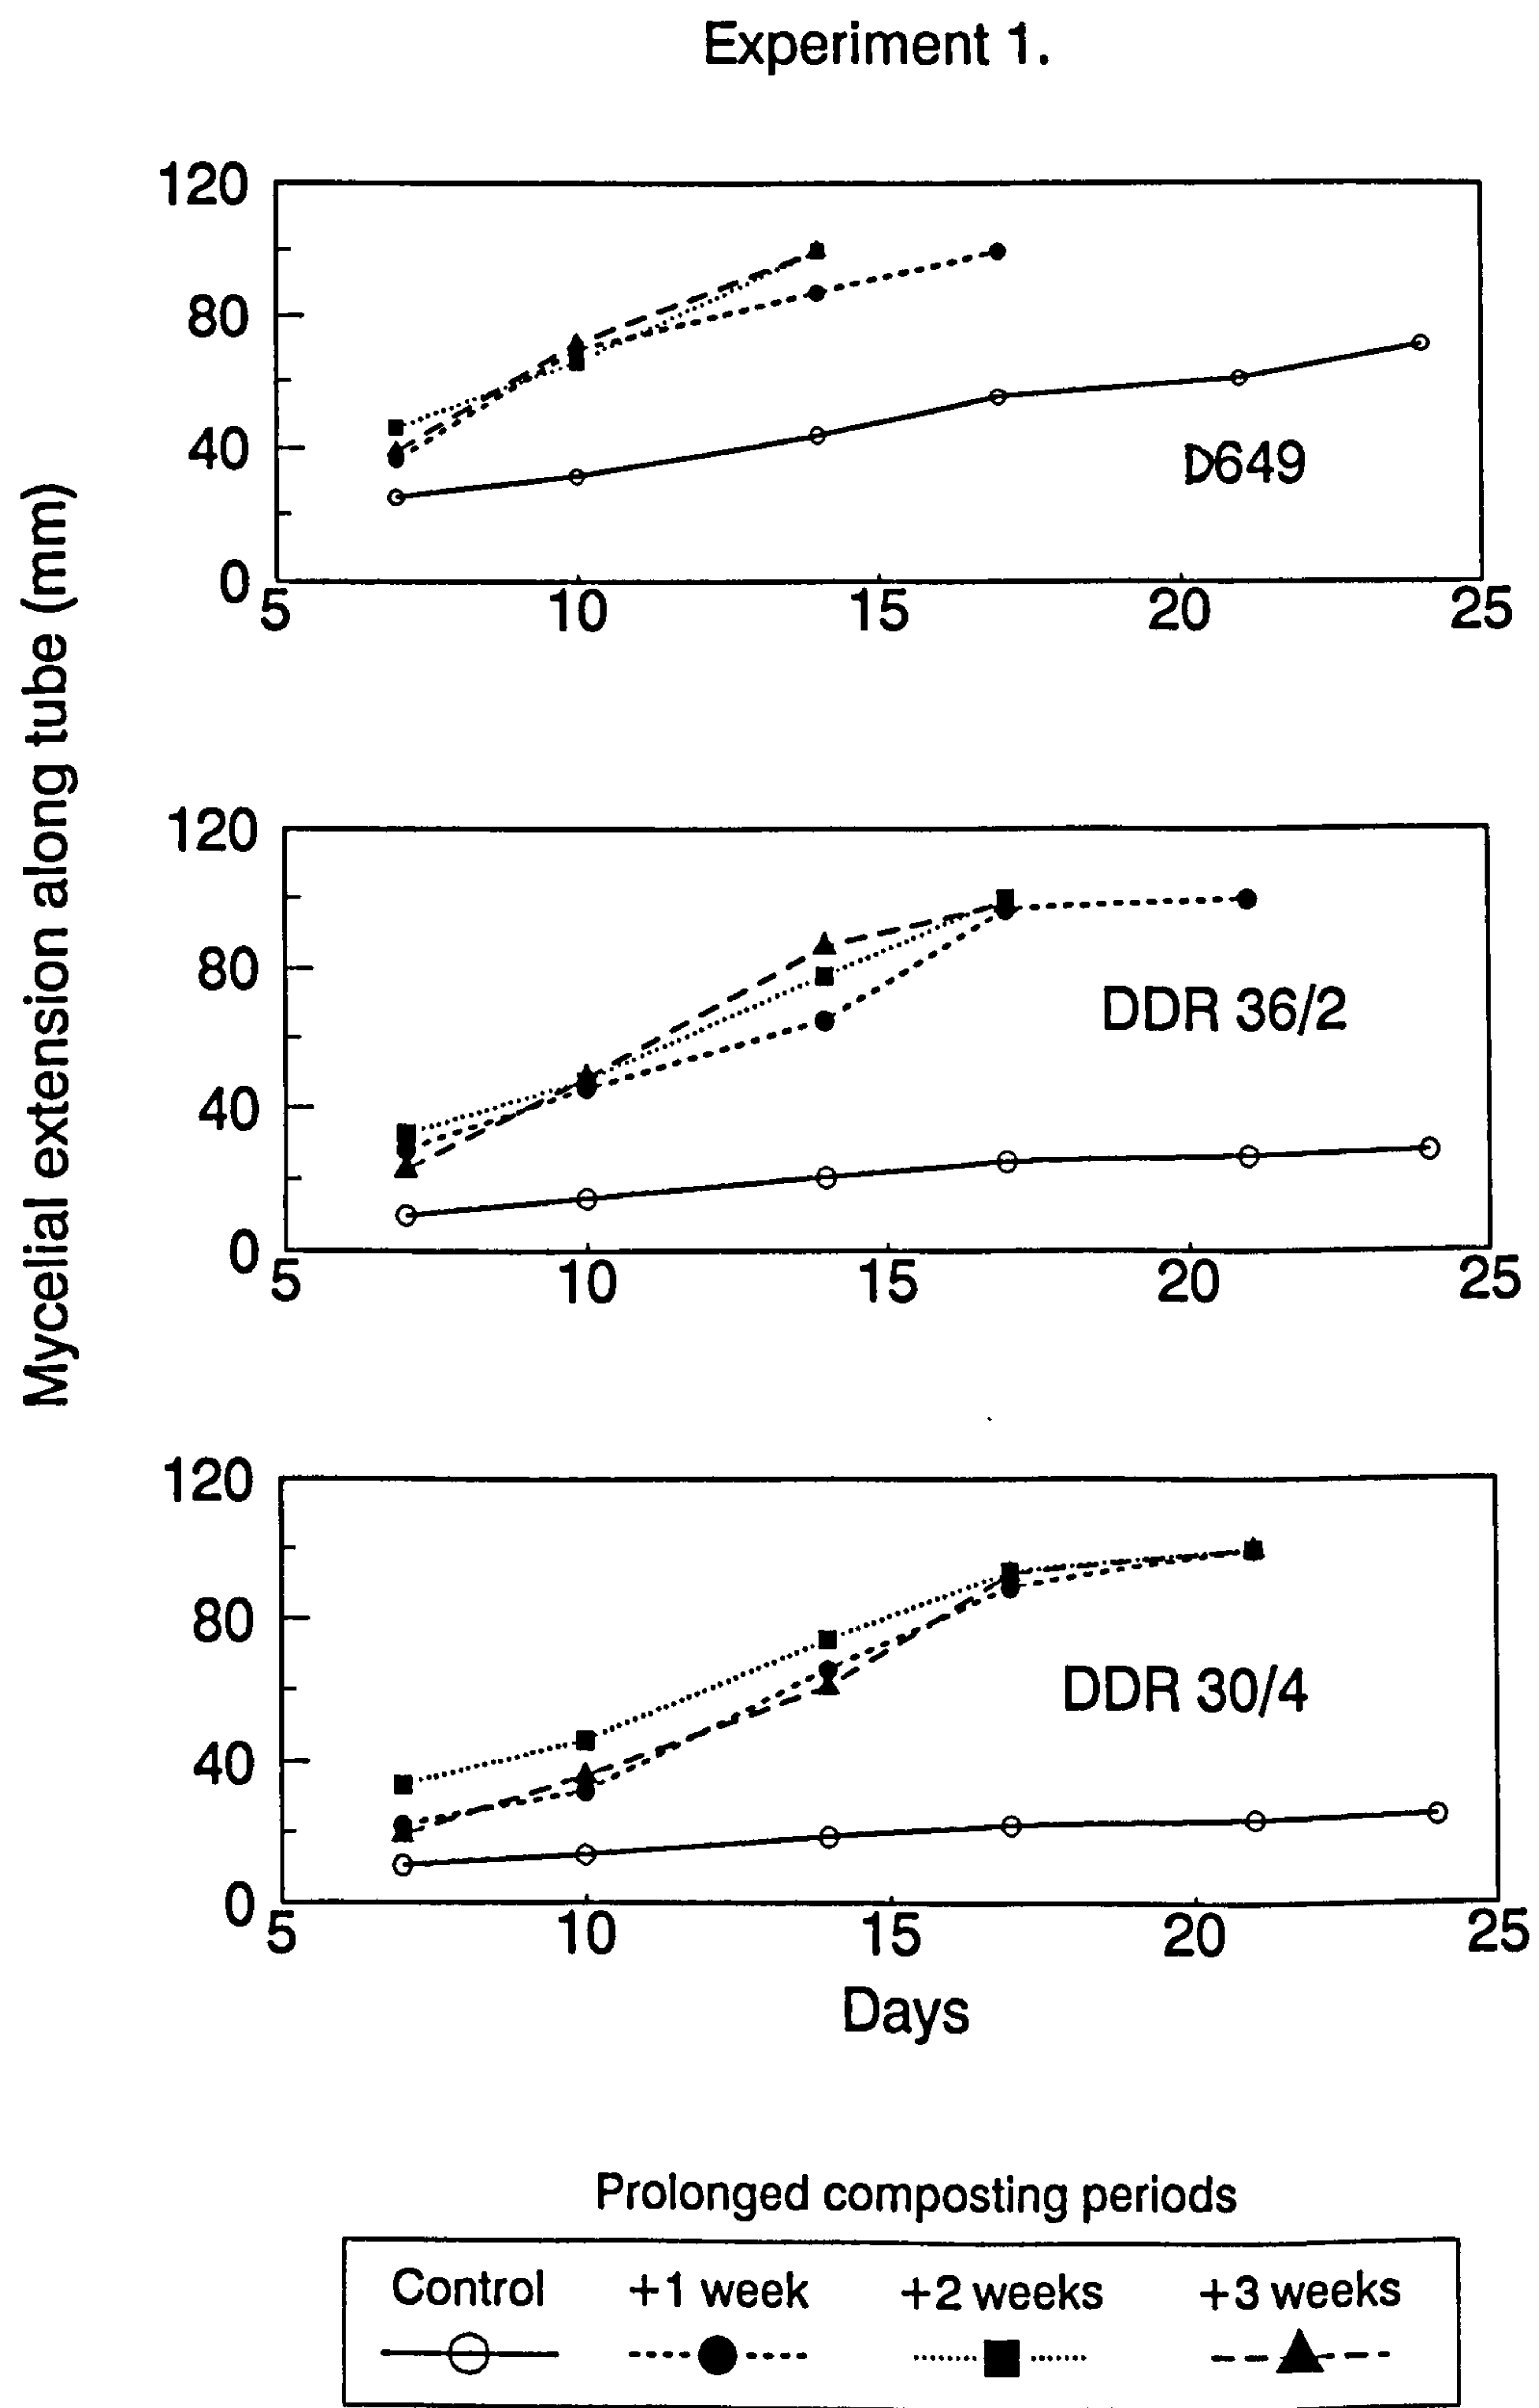 Experiment 1.
Mycelial extension along tube (mm)
120
80
40
0
5 10 15 20 25
D649
120
80
40
0
5 10 15 20 25
DDR 36/2
120
80
40
0
5 10 15 20 25
DDR 30/4
Days
Prolonged composting periods
Control +1 week +2 weeks +3 weeks